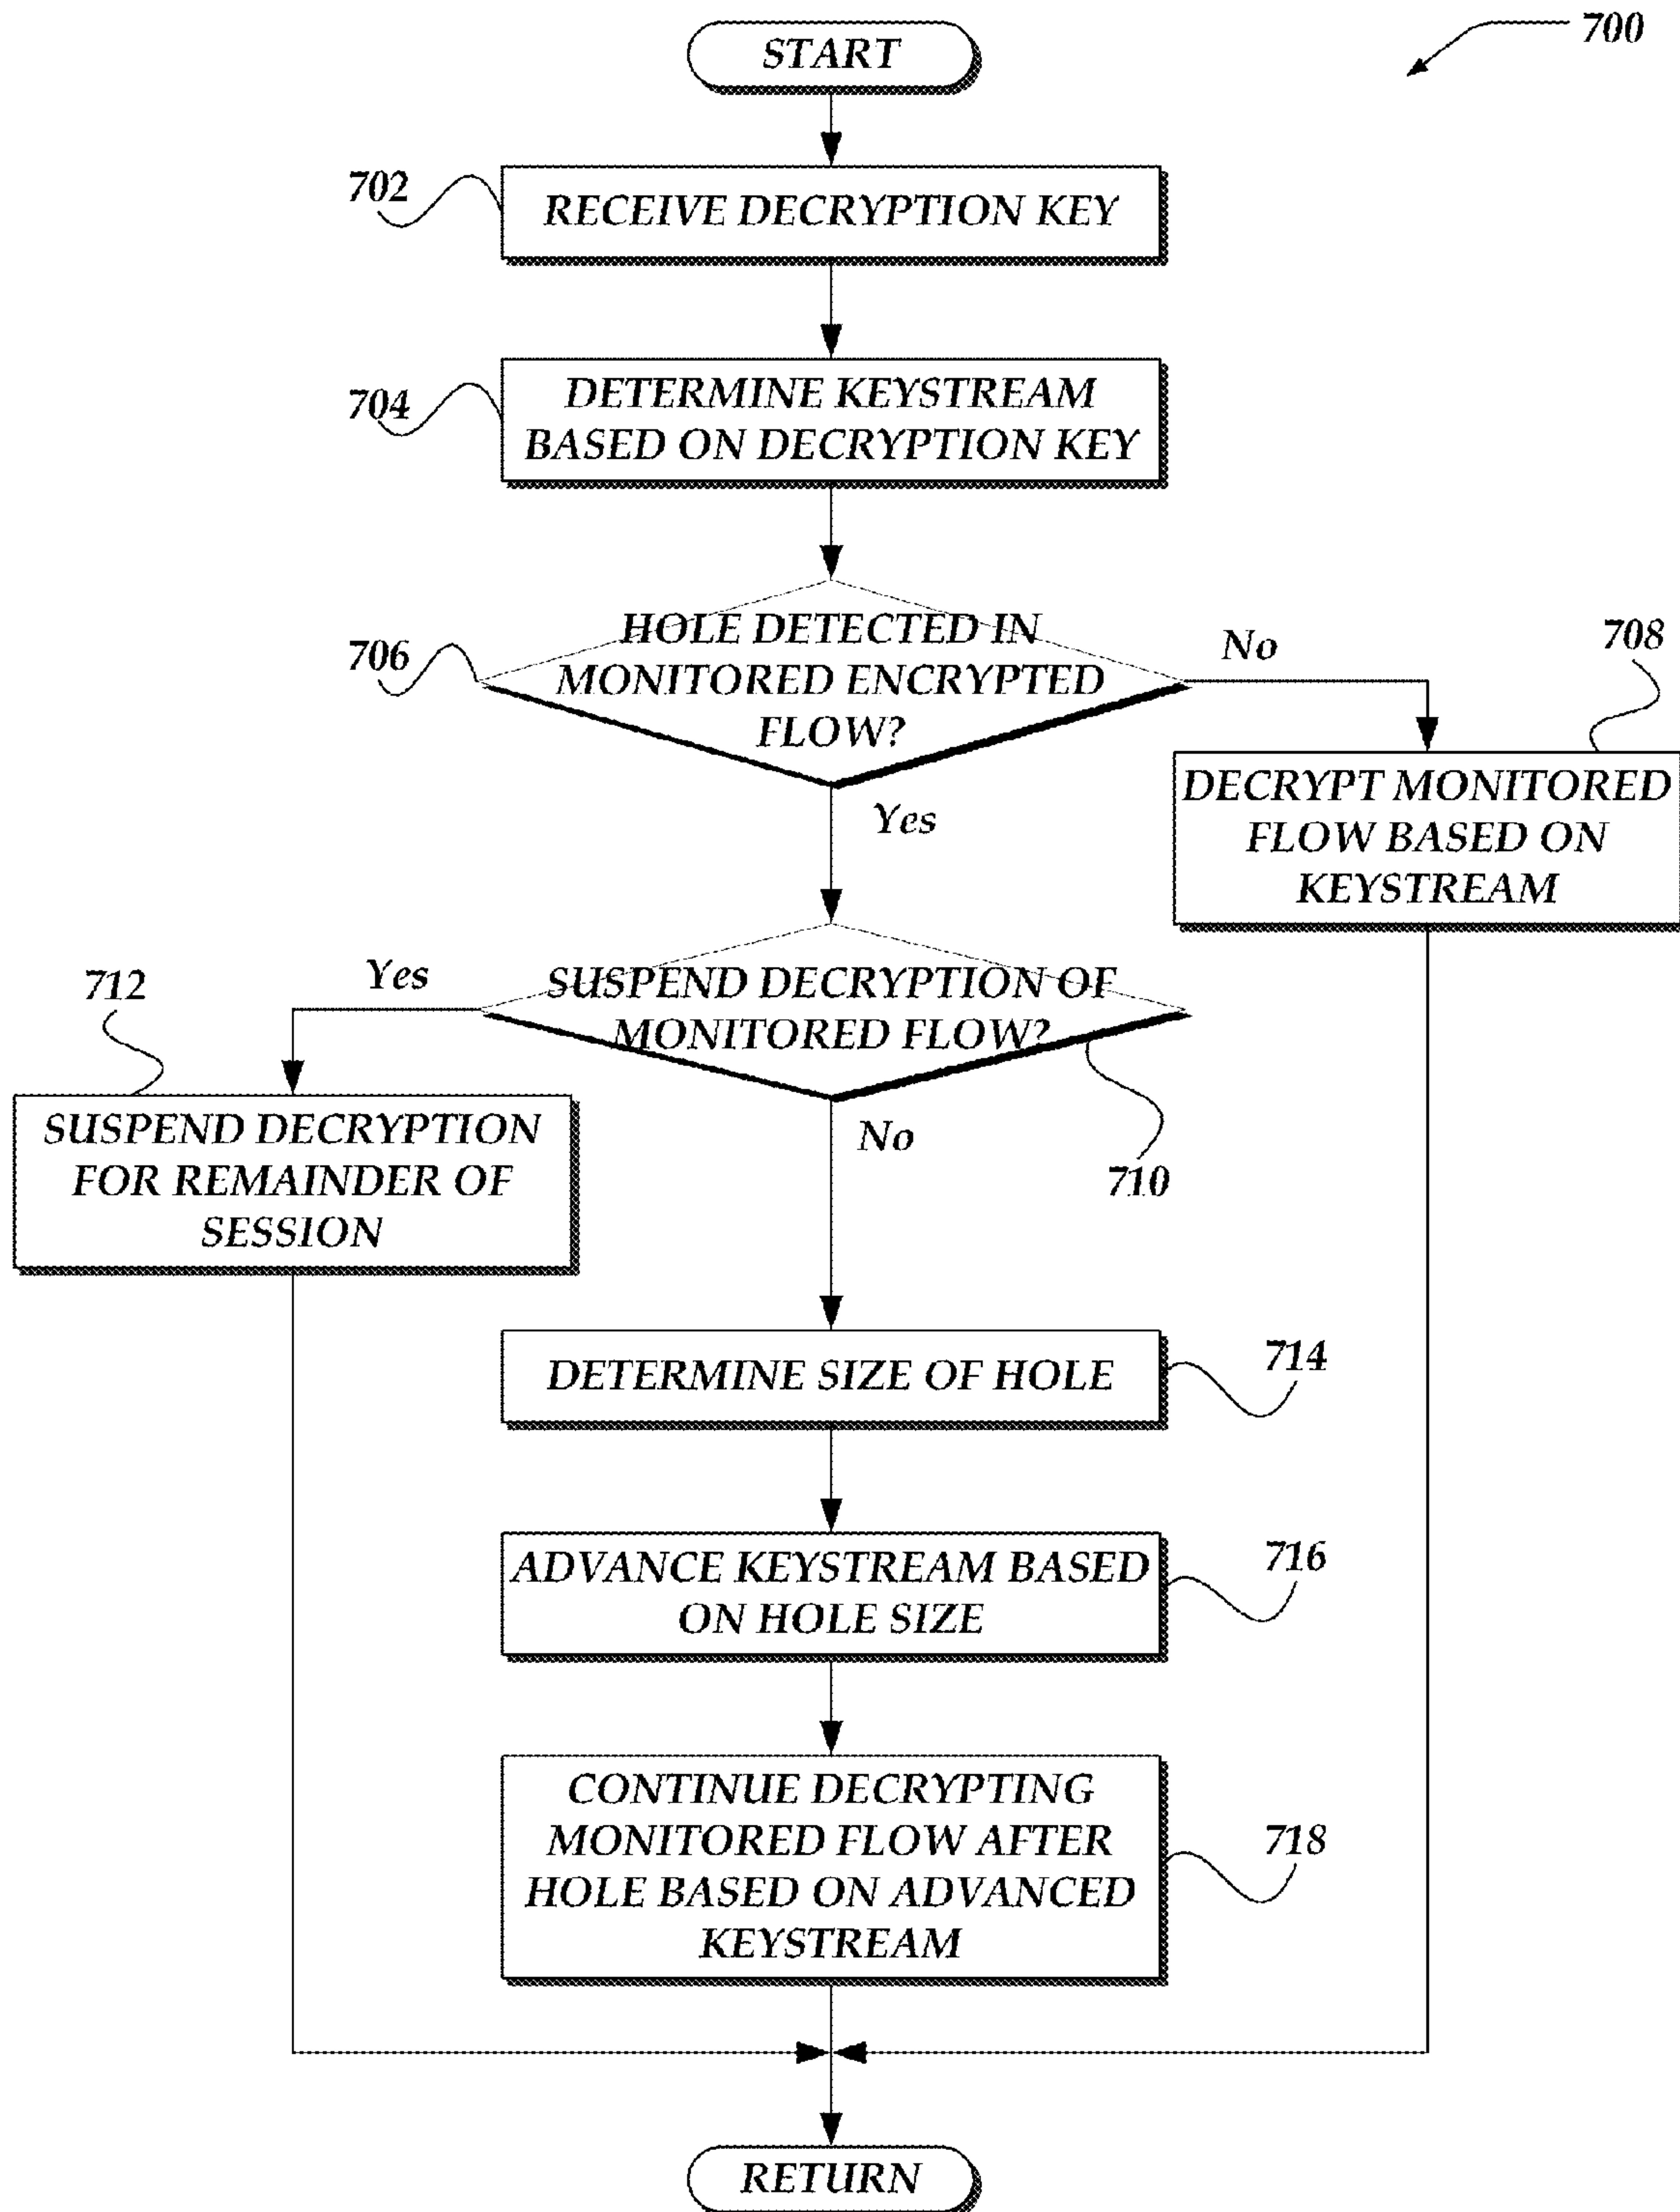 START
700
702
RECEIVE DECRYPTION KEY
704
DETERMINE KEYSTREAM
BASED ON DECRYPTION KEY
706
HOLE DETECTED IN
MONITORED ENCRYPTED
FLOW?
No
708
Yes
DECRYPT MONITORED
FLOW BASED ON
KEYSTREAM
712
Yes
SUSPEND DECRYPTION OF
MONITORED FLOW?
No
710
SUSPEND DECRYPTION
FOR REMAINDER OF
SESSION
DETERMINE SIZE OF HOLE
714
ADVANCE KEYSTREAM BASED
ON HOLE SIZE
716
CONTINUE DECRYPTING
MONITORED FLOW AFTER
HOLE BASED ON ADVANCED
KEYSTREAM
718
RETURN